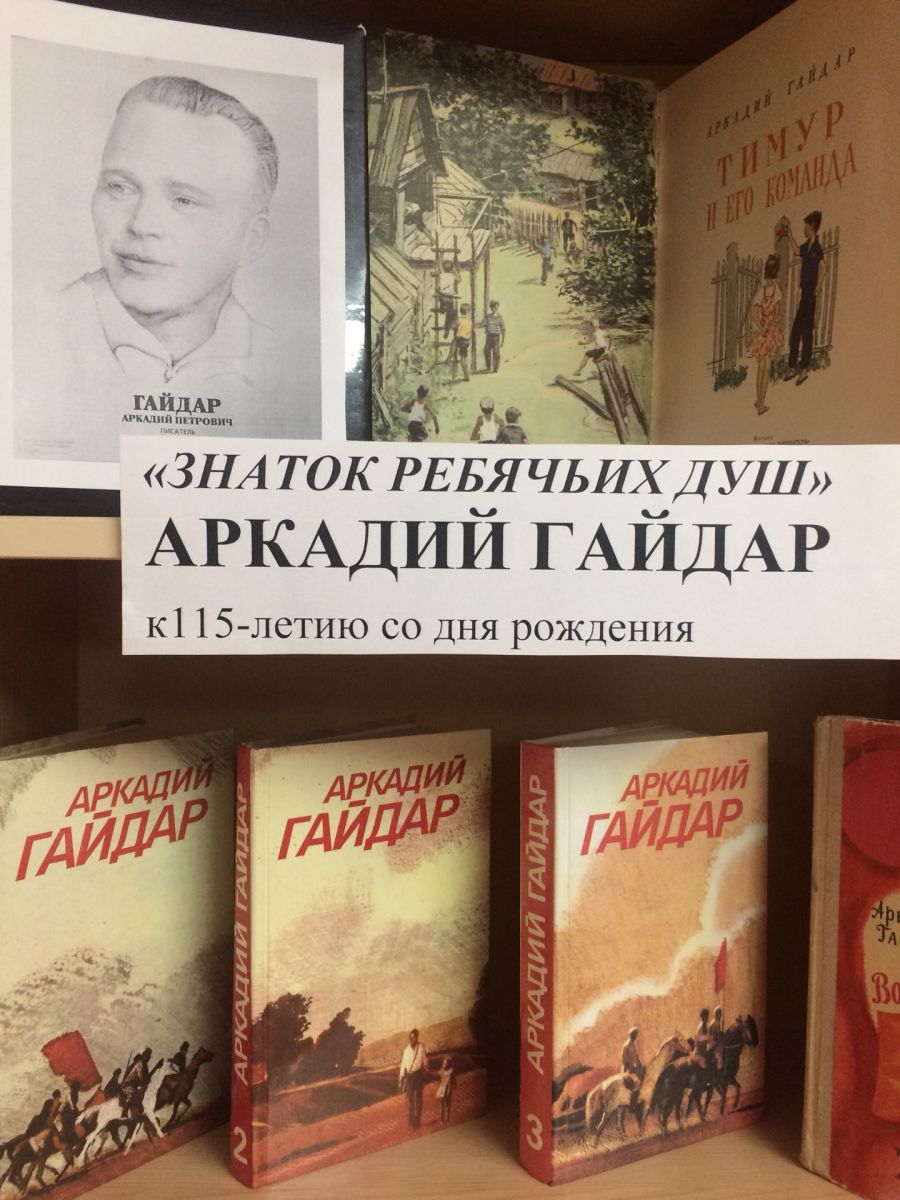 ГАЙДАР
АРКАДИЙ ПЕТРОВИЧ
ПИСАТЕЛЬ
АРКАДИЙ ГАЙДАР
ТИМУР
И ЕГО КОМАНДА
«ЗНАТОК РЕБЯЧЬИХ ДУШ»
АРКАДИЙ ГАЙДАР
к115-летию со дня рождения
АРКАДИЙ
ГАЙДАР
АРКАДИЙ ГАЙДАР
2
АРКАДИЙ
ГАЙДАР
АРКАДИЙ ГАЙДАР
3
АРКАДИЙ
ГАЙДАР